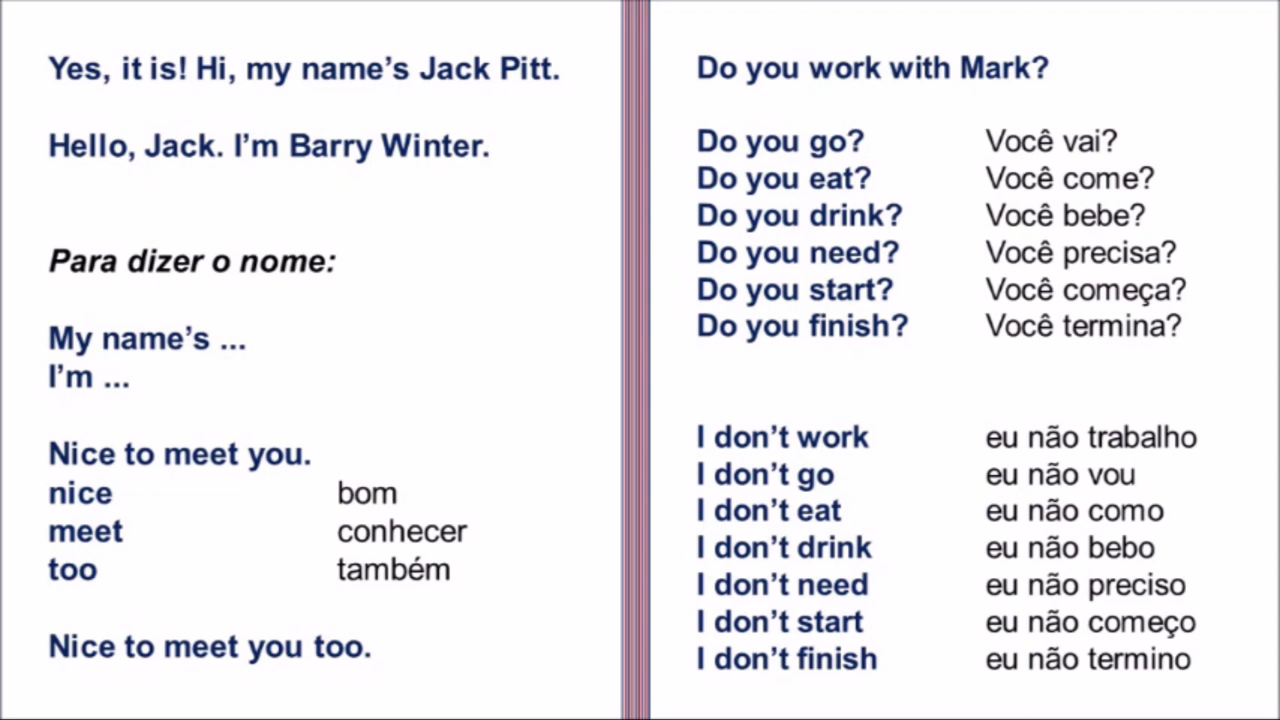 Yes, it is! Hi, my name’s Jack Pitt.
Hello, Jack. I’m Barry Winter.
Para dizer o nome:
My name’s ...
I’m ...
Nice to meet you.
nice bom
meet conhecer
too também
Nice to meet you too.
Do you work with Mark?
Do you go? Você vai?
Do you eat? Você come?
Do you drink? Você bebe?
Do you need? Você precisa?
Do you start? Você começa?
Do you finish? Você termina?
I don’t work eu não trabalho
I don’t go eu não vou
I don’t eat eu não como
I don’t drink eu não bebo
I don’t need eu não preciso
I don’t start eu não começo
I don’t finish eu não termino